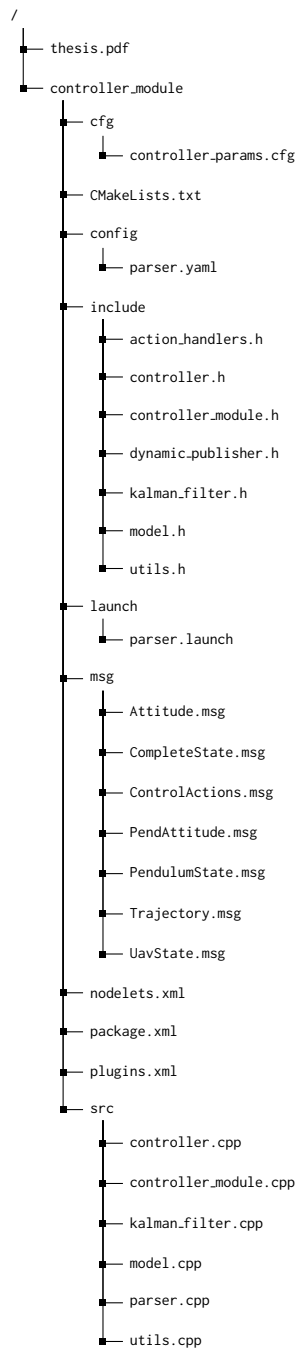 /
thesis.pdf
controller_module
cfg
controller_params.cfg
CMakeLists.txt
config
parser.yaml
include
action_handlers.h
controller.h
controller_module.h
dynamic_publisher.h
kalman_filter.h
model.h
utils.h
launch
parser.launch
msg
Attitude.msg
CompleteState.msg
ControlActions.msg
PendAttitude.msg
PendulumState.msg
Trajectory.msg
UavState.msg
nodelets.xml
package.xml
plugins.xml
src
controller.cpp
controller_module.cpp
kalman_filter.cpp
model.cpp
parser.cpp
utils.cpp